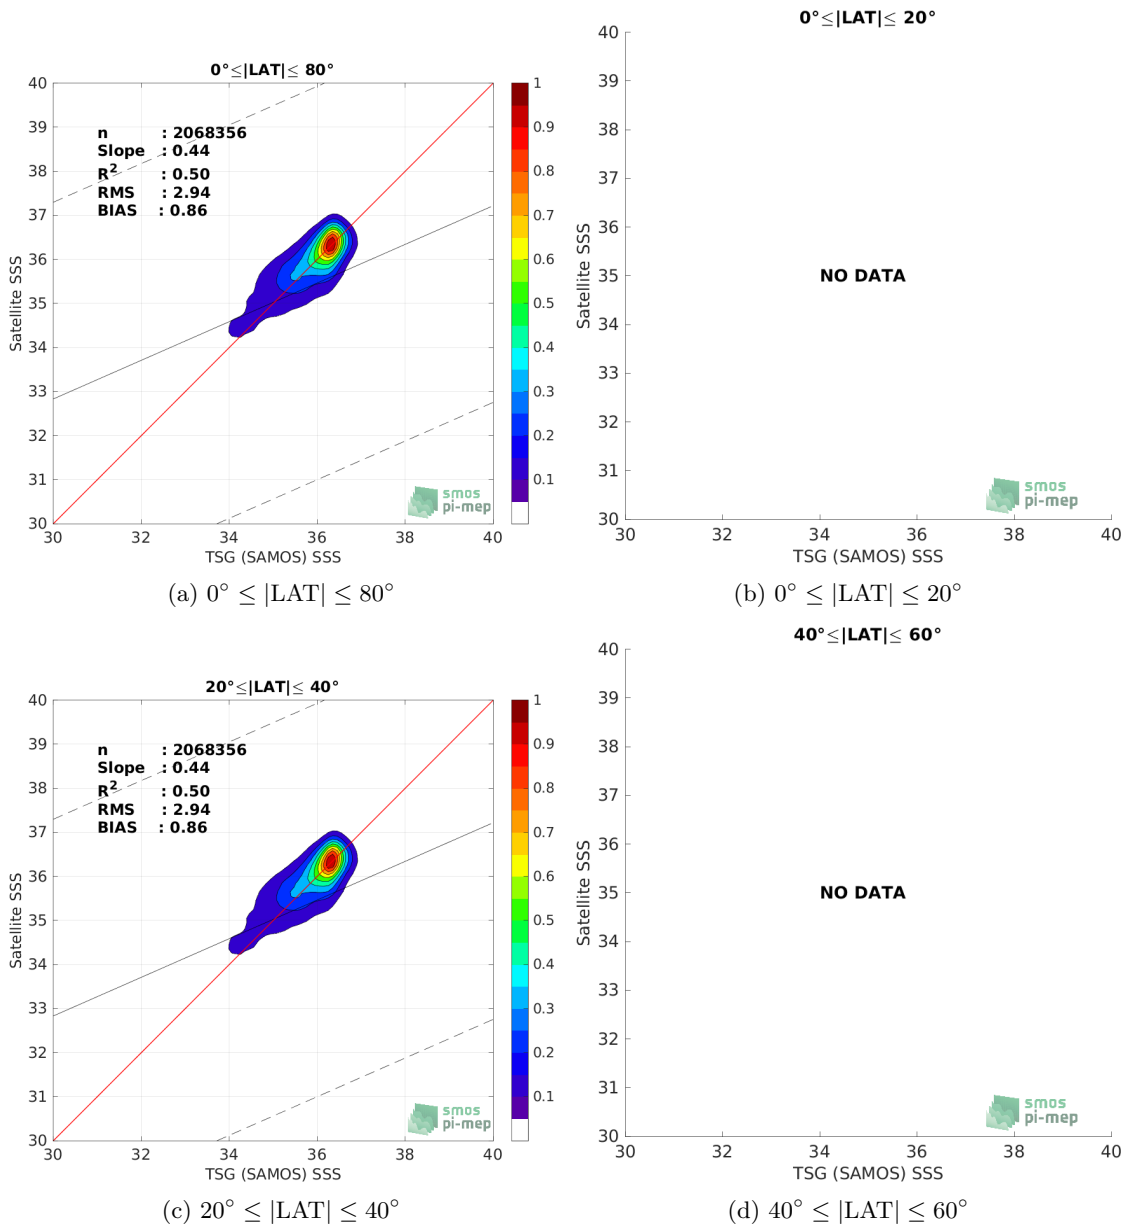 0°≤|LAT|≤ 80°
40
39
38
37
36
35
34
33
32
31
30
Satellite SSS
n : 2068356
Slope : 0.44
R² : 0.50
RMS : 2.94
BIAS : 0.86
smos
pi-mep
30 32 34 36 38 40
TSG (SAMOS) SSS
1
0.9
0.8
0.7
0.6
0.5
0.4
0.3
0.2
0.1
(a) 0° ≤ |LAT| ≤ 80°
0°≤|LAT|≤ 20°
40
39
38
37
36
35
34
33
32
31
30
Satellite SSS
NO DATA
smos
pi-mep
30 32 34 36 38 40
TSG (SAMOS) SSS
(b) 0° ≤ |LAT| ≤ 20°
20°≤|LAT|≤ 40°
40
39
38
37
36
35
34
33
32
31
30
Satellite SSS
n : 2068356
Slope : 0.44
R² : 0.50
RMS : 2.94
BIAS : 0.86
smos
pi-mep
30 32 34 36 38 40
TSG (SAMOS) SSS
1
0.9
0.8
0.7
0.6
0.5
0.4
0.3
0.2
0.1
(c) 20° ≤ |LAT| ≤ 40°
40°≤|LAT|≤ 60°
40
39
38
37
36
35
34
33
32
31
30
Satellite SSS
NO DATA
smos
pi-mep
30 32 34 36 38 40
TSG (SAMOS) SSS
(d) 40° ≤ |LAT| ≤ 60°